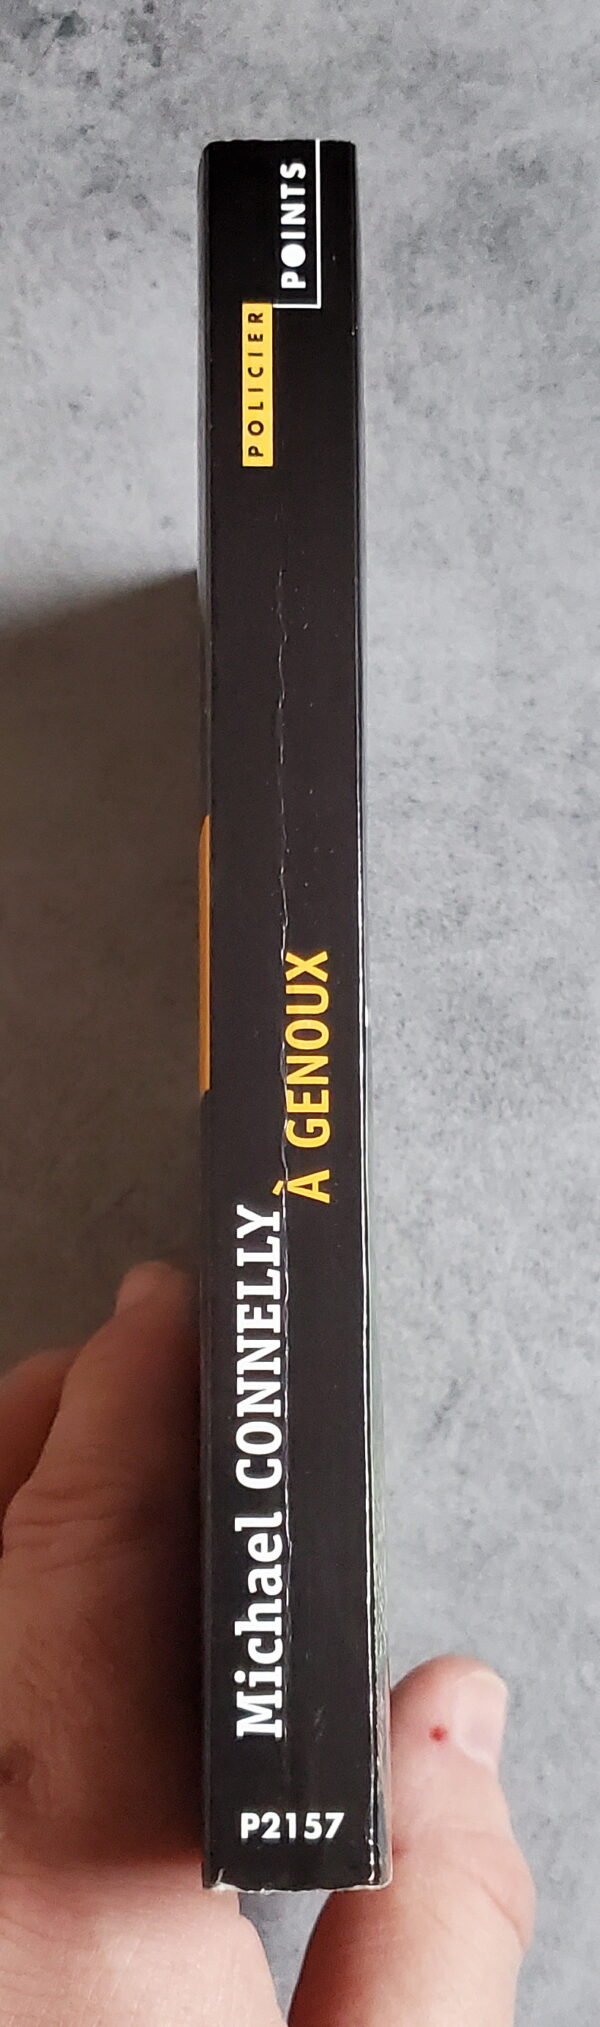 POINTS
POLICIER
À GENOUX
Michael CONNELLY
P2157